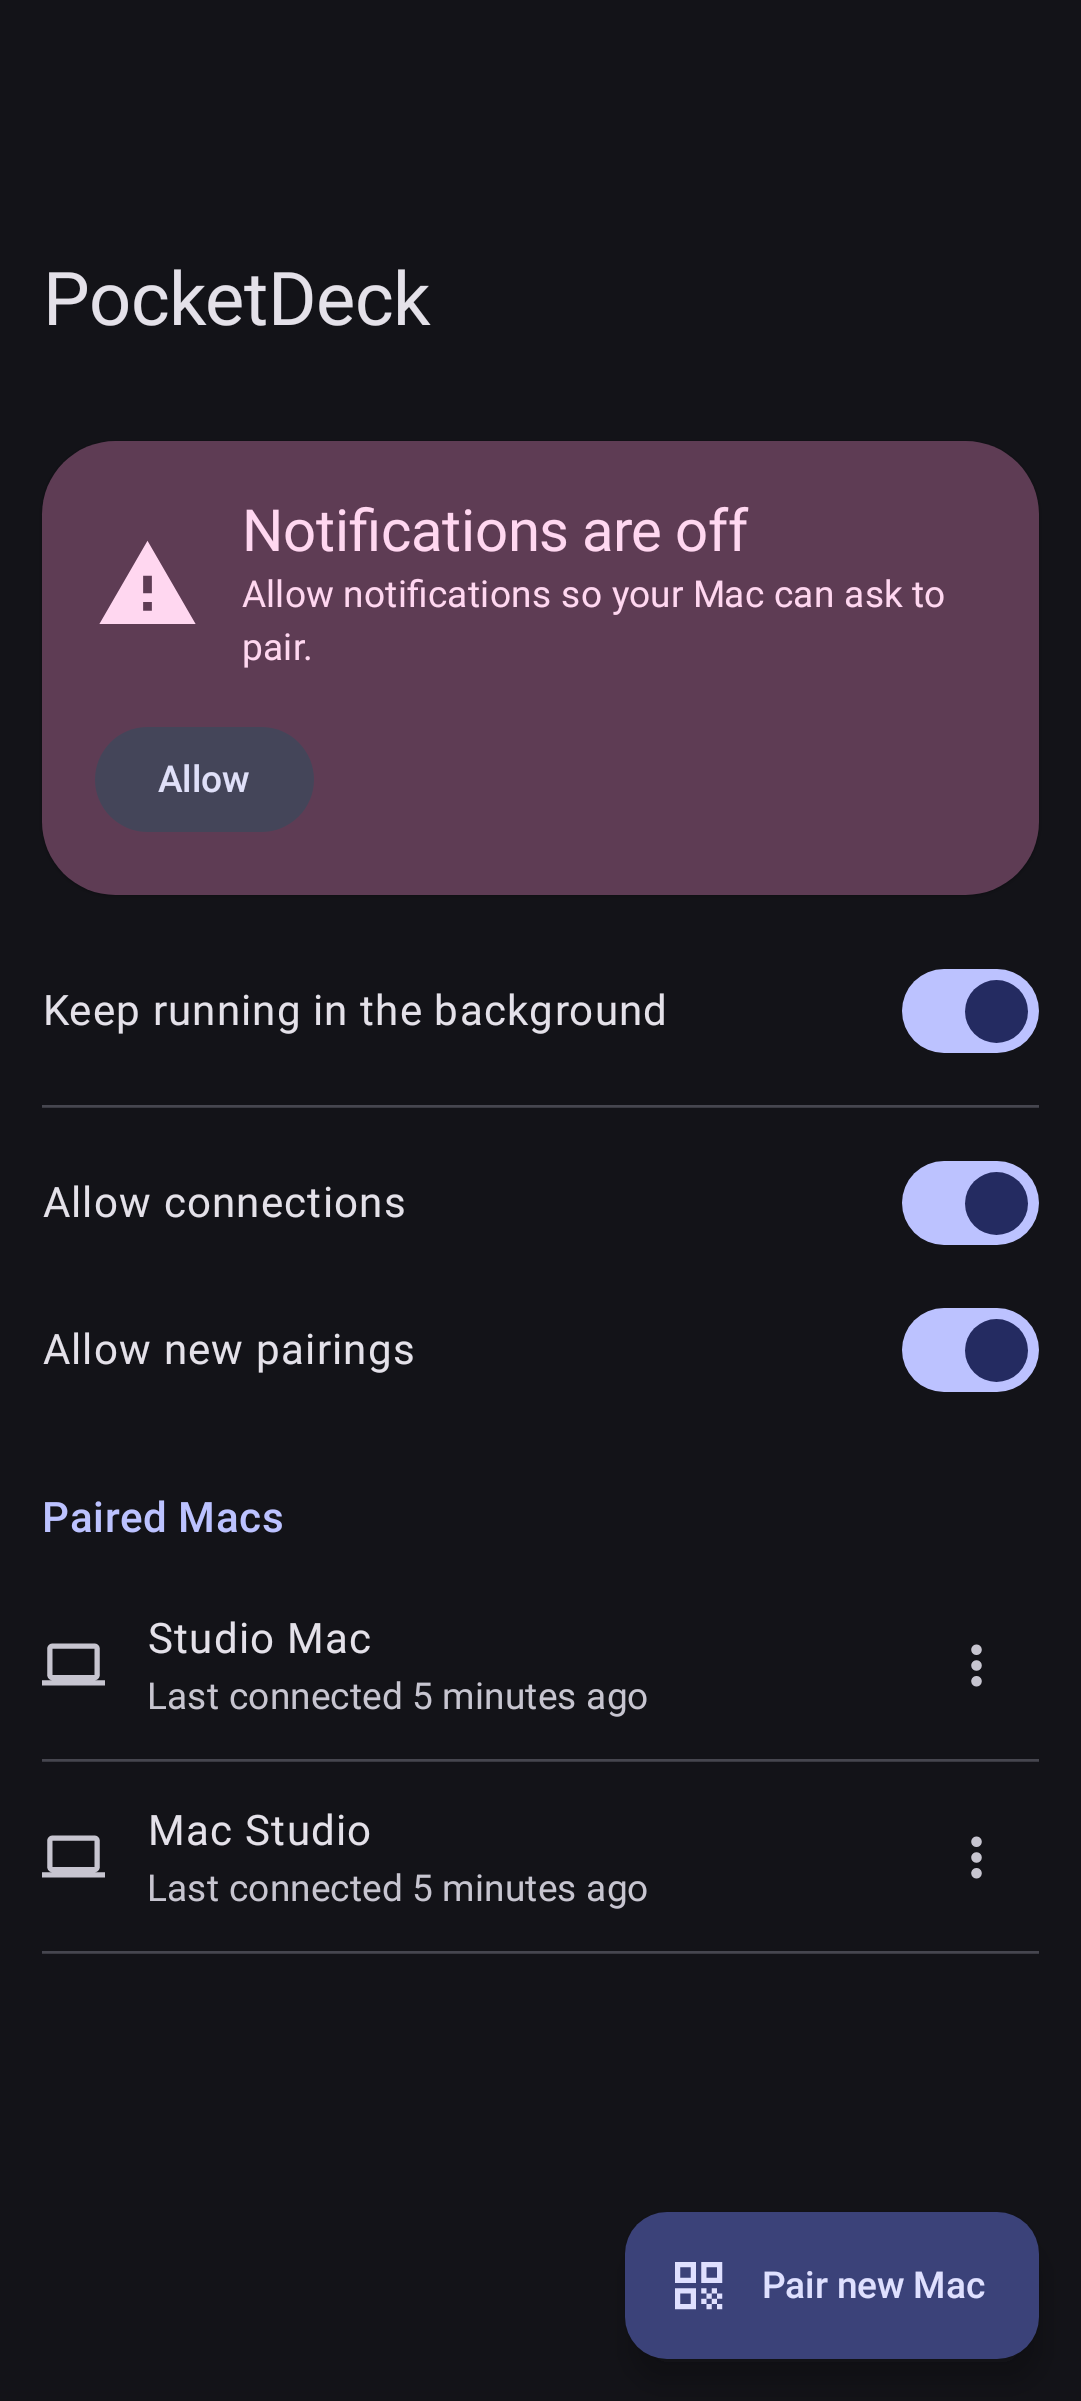 PocketDeck
Notifications are off
Allow notifications so your Mac can ask to
pair.
Allow
Keep running in the background
Allow connections
Allow new pairings
Paired Macs
Studio Mac
Last connected 5 minutes ago
Mac Studio
Last connected 5 minutes ago
Pair new Mac